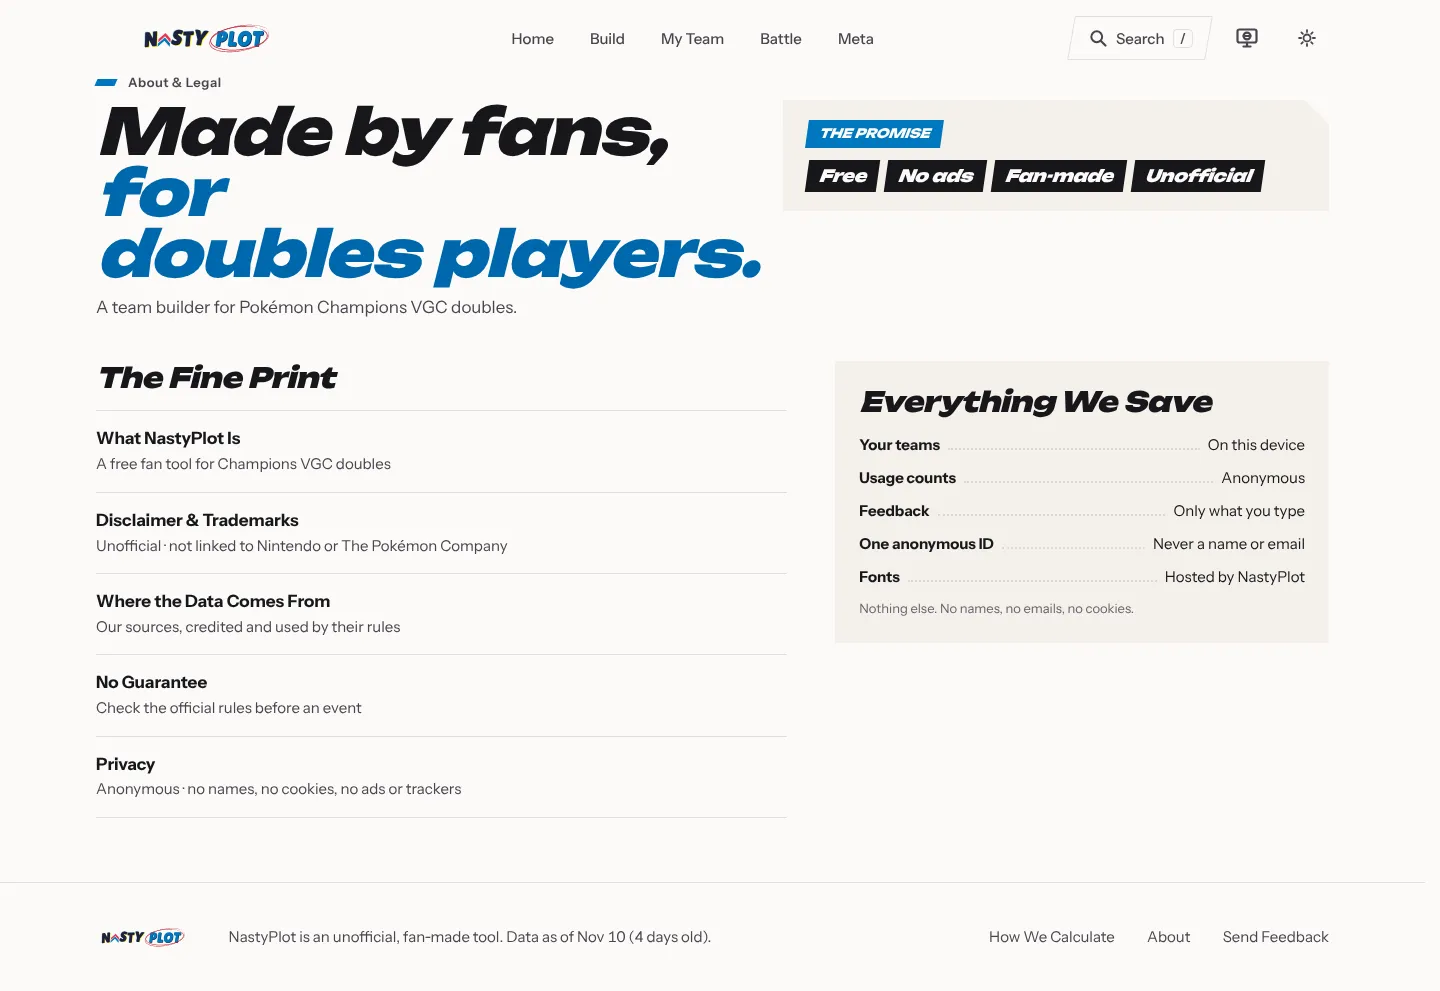 NASTY PLOT
Home
Build
My Team
Battle
Meta
Search /
About & Legal
Made by fans,
for
doubles players.
A team builder for Pokémon Champions VGC doubles.
THE PROMISE
Free
No ads
Fan-made
Unofficial
The Fine Print
What NastyPlot Is
A free fan tool for Champions VGC doubles
Disclaimer & Trademarks
Unofficial · not linked to Nintendo or The Pokémon Company
Where the Data Comes From
Our sources, credited and used by their rules
No Guarantee
Check the official rules before an event
Privacy
Anonymous · no names, no cookies, no ads or trackers
Everything We Save
Your teams On this device
Usage counts Anonymous
Feedback Only what you type
One anonymous ID Never a name or email
Fonts Hosted by NastyPlot
Nothing else. No names, no emails, no cookies.
NASTY PLOT
NastyPlot is an unofficial, fan-made tool. Data as of Nov 10 (4 days old).
How We Calculate
About
Send Feedback